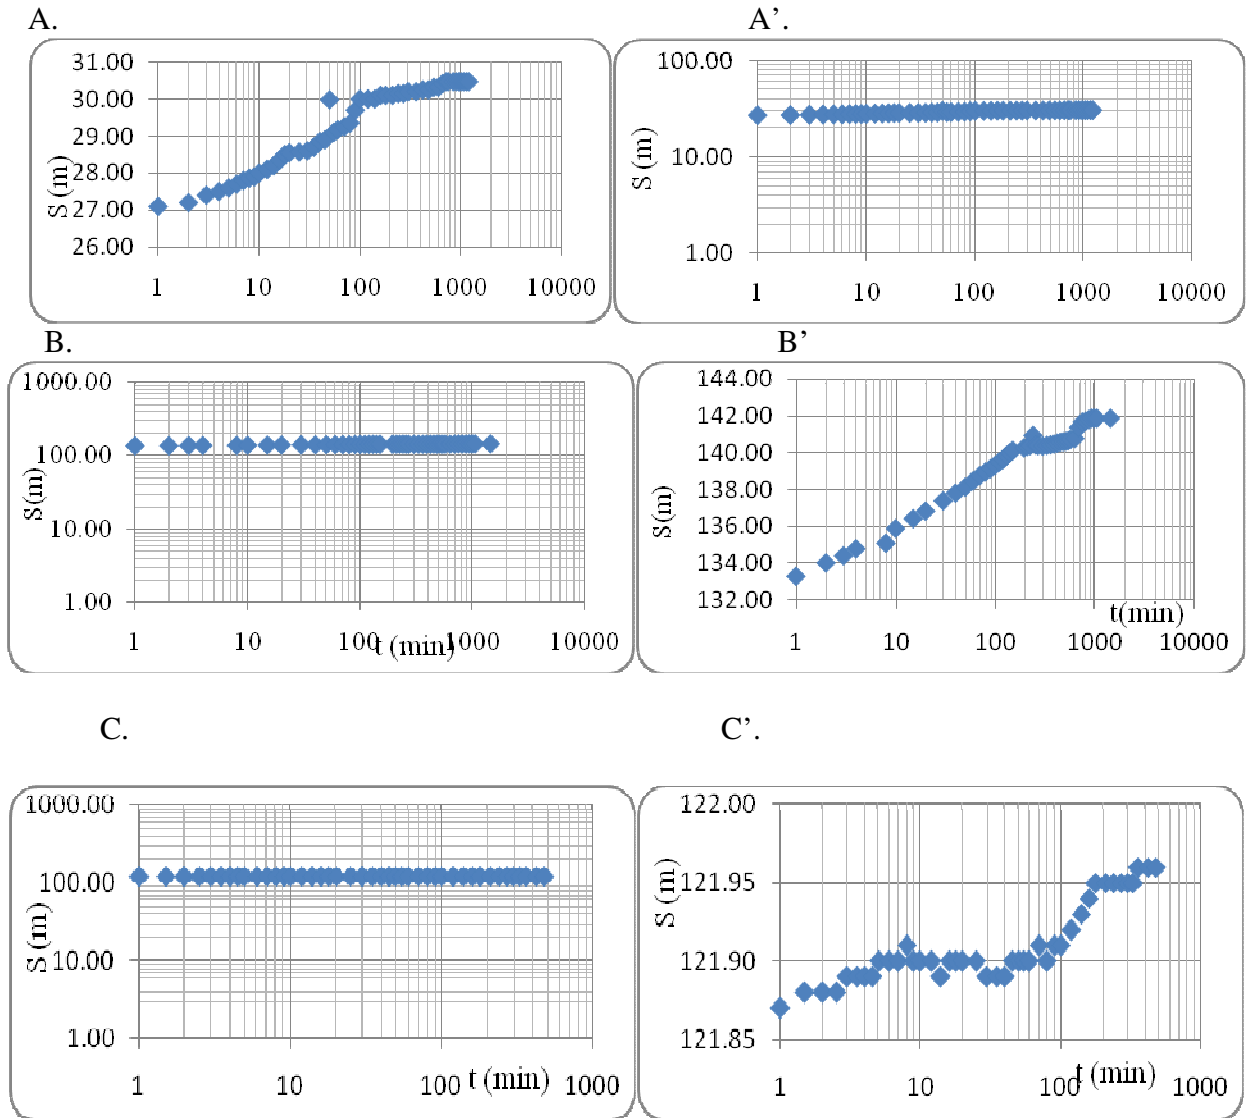 A.
31.00
30.00
29.00
28.00
27.00
26.00
S (m)
1 10 100 1000 10000
A’.
100.00
10.00
1.00
S (m)
1 10 100 1000 10000
B.
1000.00
100.00
10.00
1.00
S(m)
1 10 100 1000 10000
t (min)
B’
144.00
142.00
140.00
138.00
136.00
134.00
132.00
S(m)
t(min)
1 10 100 1000 10000
C.
1000.00
100.00
10.00
1.00
S (m)
1 10 100 1000
t (min)
C’.
122.00
121.95
121.90
121.85
S (m)
1 10 100 1000
t (min)